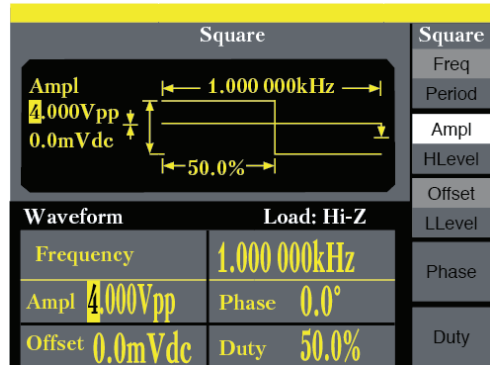 Square
Ampl
4.000Vpp
0.0mVdc
1.000 000kHz
50.0%
Waveform Load: Hi-Z
Frequency 1.000 000kHz
Ampl 4.000Vpp Phase 0.0°
Offset 0.0mVdc Duty 50.0%
Square
Freq
Period
Ampl
HLevel
Offset
LLevel
Phase
Duty